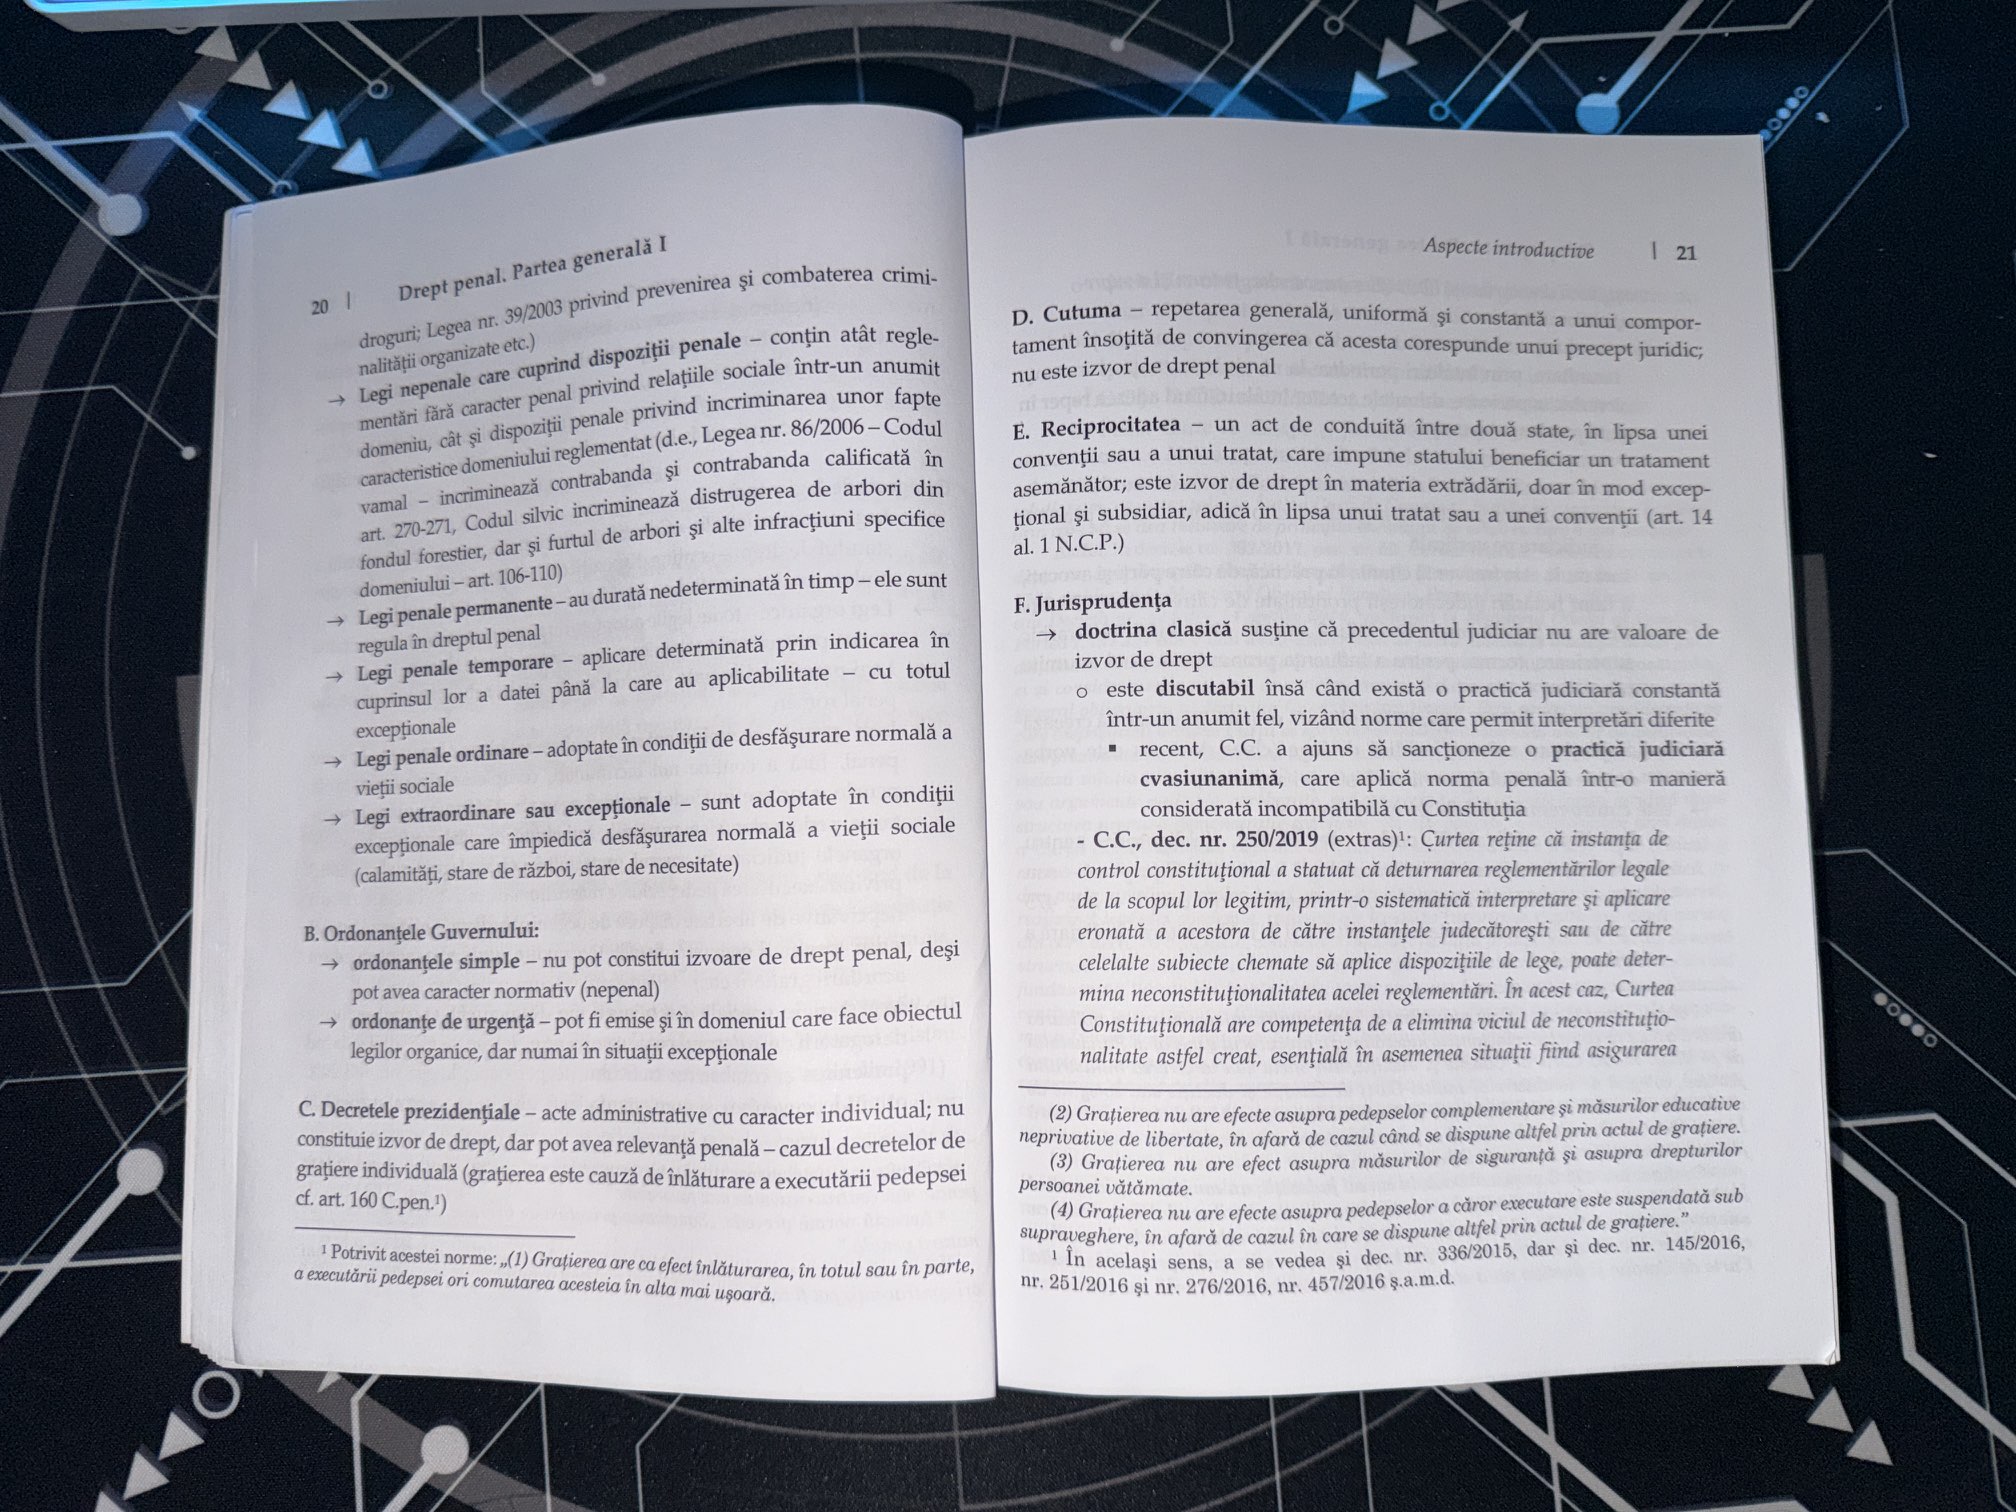 20 | Drept penal. Partea generală I
droguri; Legea nr. 39/2003 privind prevenirea şi combaterea crimi-
nalităţii organizate etc.)
→ Legi nepenale care cuprind dispoziţii penale – conţin atât regle-
mentări fără caracter penal privind relaţiile sociale într-un anumit
domeniu, cât şi dispoziţii penale privind incriminarea unor fapte
caracteristice domeniului reglementat (d.e., Legea nr. 86/2006 – Codul
vamal – incriminează contrabanda şi contrabanda calificată în
art. 270-271, Codul silvic incriminează distrugerea de arbori din
fondul forestier, dar şi furtul de arbori şi alte infracţiuni specifice
domeniului – art. 106-110)
→ Legi penale permanente – au durată nedeterminată în timp – ele sunt
regula în dreptul penal
→ Legi penale temporare – aplicare determinată prin indicarea în
cuprinsul lor a datei până la care au aplicabilitate – cu totul
excepţionale
→ Legi penale ordinare – adoptate în condiţii de desfăşurare normală a
vieţii sociale
→ Legi extraordinare sau excepţionale – sunt adoptate în condiţii
excepţionale care împiedică desfăşurarea normală a vieţii sociale
(calamităţi, stare de război, stare de necesitate)
B. Ordonanţele Guvernului:
→ ordonanţele simple – nu pot constitui izvoare de drept penal, deşi
pot avea caracter normativ (nepenal)
→ ordonanţe de urgenţă – pot fi emise şi în domeniul care face obiectul
legilor organice, dar numai în situaţii excepţionale
C. Decretele prezidenţiale – acte administrative cu caracter individual; nu
constituie izvor de drept, dar pot avea relevanţă penală – cazul decretelor de
graţiere individuală (graţierea este cauză de înlăturare a executării pedepsei
cf. art. 160 C.pen.¹)
¹ Potrivit acestei norme: „(1) Graţierea are ca efect înlăturarea, în totul sau în parte,
a executării pedepsei ori comutarea acesteia în alta mai uşoară.
Aspecte introductive | 21
D. Cutuma – repetarea generală, uniformă şi constantă a unui compor-
tament însoţită de convingerea că acesta corespunde unui precept juridic;
nu este izvor de drept penal
E. Reciprocitatea – un act de conduită între două state, în lipsa unei
convenţii sau a unui tratat, care impune statului beneficiar un tratament
asemănător; este izvor de drept în materia extrădării, doar în mod excep-
ţional şi subsidiar, adică în lipsa unui tratat sau a unei convenţii (art. 14
al. 1 N.C.P.)
F. Jurisprudenţa
→ doctrina clasică susţine că precedentul judiciar nu are valoare de
izvor de drept
o este discutabil însă când există o practică judiciară constantă
într-un anumit fel, vizând norme care permit interpretări diferite
▪ recent, C.C. a ajuns să sancţioneze o practică judiciară
cvasiunanimă, care aplică norma penală într-o manieră
considerată incompatibilă cu Constituţia
- C.C., dec. nr. 250/2019 (extras)¹: Curtea reţine că instanţa de
control constituţional a statuat că deturnarea reglementărilor legale
de la scopul lor legitim, printr-o sistematică interpretare şi aplicare
eronată a acestora de către instanţele judecătoreşti sau de către
celelalte subiecte chemate să aplice dispoziţiile de lege, poate deter-
mina neconstituţionalitatea acelei reglementări. În acest caz, Curtea
Constituţională are competenţa de a elimina viciul de neconstituţio-
nalitate astfel creat, esenţială în asemenea situaţii fiind asigurarea
(2) Graţierea nu are efecte asupra pedepselor complementare şi măsurilor educative
neprivative de libertate, în afară de cazul când se dispune altfel prin actul de graţiere.
(3) Graţierea nu are efect asupra măsurilor de siguranţă şi asupra drepturilor
persoanei vătămate.
(4) Graţierea nu are efecte asupra pedepselor a căror executare este suspendată sub
supraveghere, în afară de cazul în care se dispune altfel prin actul de graţiere.”
¹ În acelaşi sens, a se vedea şi dec. nr. 336/2015, dar şi dec. nr. 145/2016,
nr. 251/2016 şi nr. 276/2016, nr. 457/2016 ş.a.m.d.